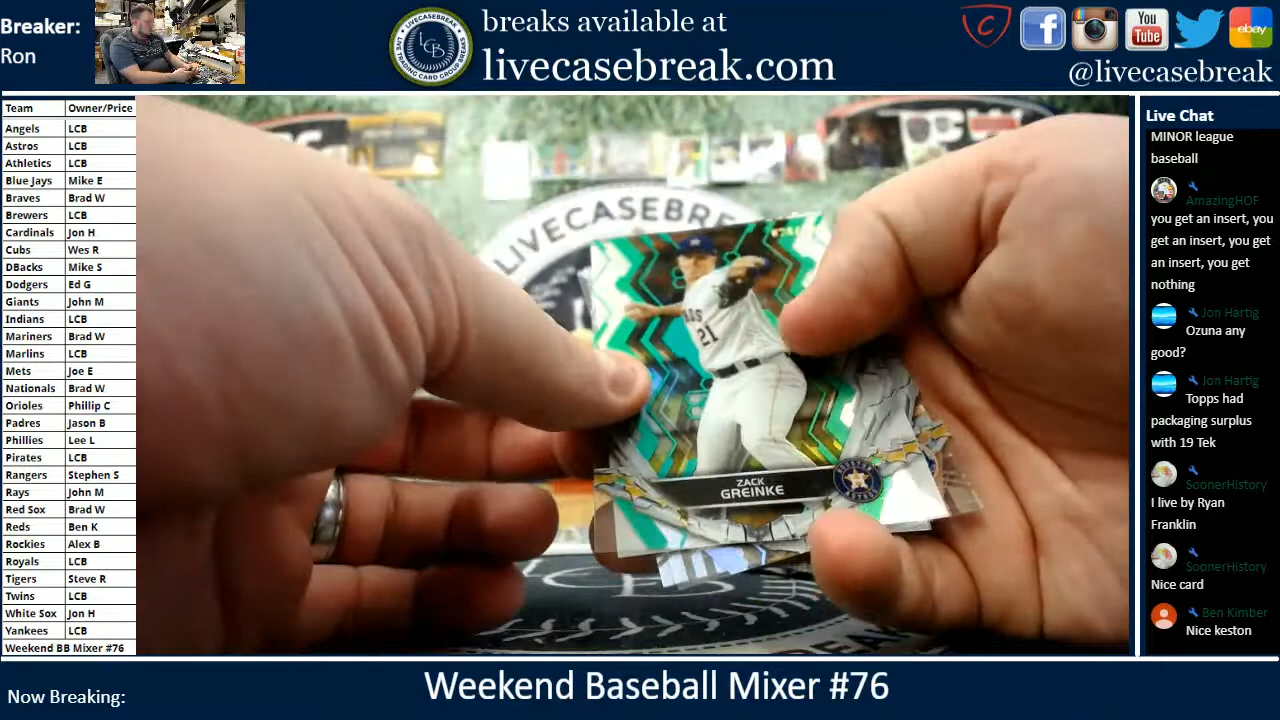 Breaker:
Ron
breaks available at
livecasebreak.com
@livecasebreak
You
Tube
ebay
LCB
Team Owner/Price
Angels LCB
Astros LCB
Athletics LCB
Blue Jays Mike E
Braves Brad W
Brewers LCB
Cardinals Jon H
Cubs Wes R
DBacks Mike S
Dodgers Ed G
Giants John M
Indians LCB
Mariners Brad W
Marlins LCB
Mets Joe E
Nationals Brad W
Orioles Phillip C
Padres Jason B
Phillies Lee L
Pirates LCB
Rangers Stephen S
Rays John M
Red Sox Brad W
Reds Ben K
Rockies Alex B
Royals LCB
Tigers Steve R
Twins LCB
White Sox Jon H
Yankees LCB
Weekend BB Mixer #76
LIVECASEBRE
21
ZACK
GREINKE
Live Chat
MINOR league
baseball
AmazingHOF
you get an insert, you
get an insert, you get
an insert, you get
nothing
Jon Hartig
Ozuna any
good?
Jon Hartig
Topps had
packaging surplus
with 19 Tek
SoonerHistory
I live by Ryan
Franklin
SoonerHistory
Nice card
Ben Kimber
Nice keston
Now Breaking:
Weekend Baseball Mixer #76